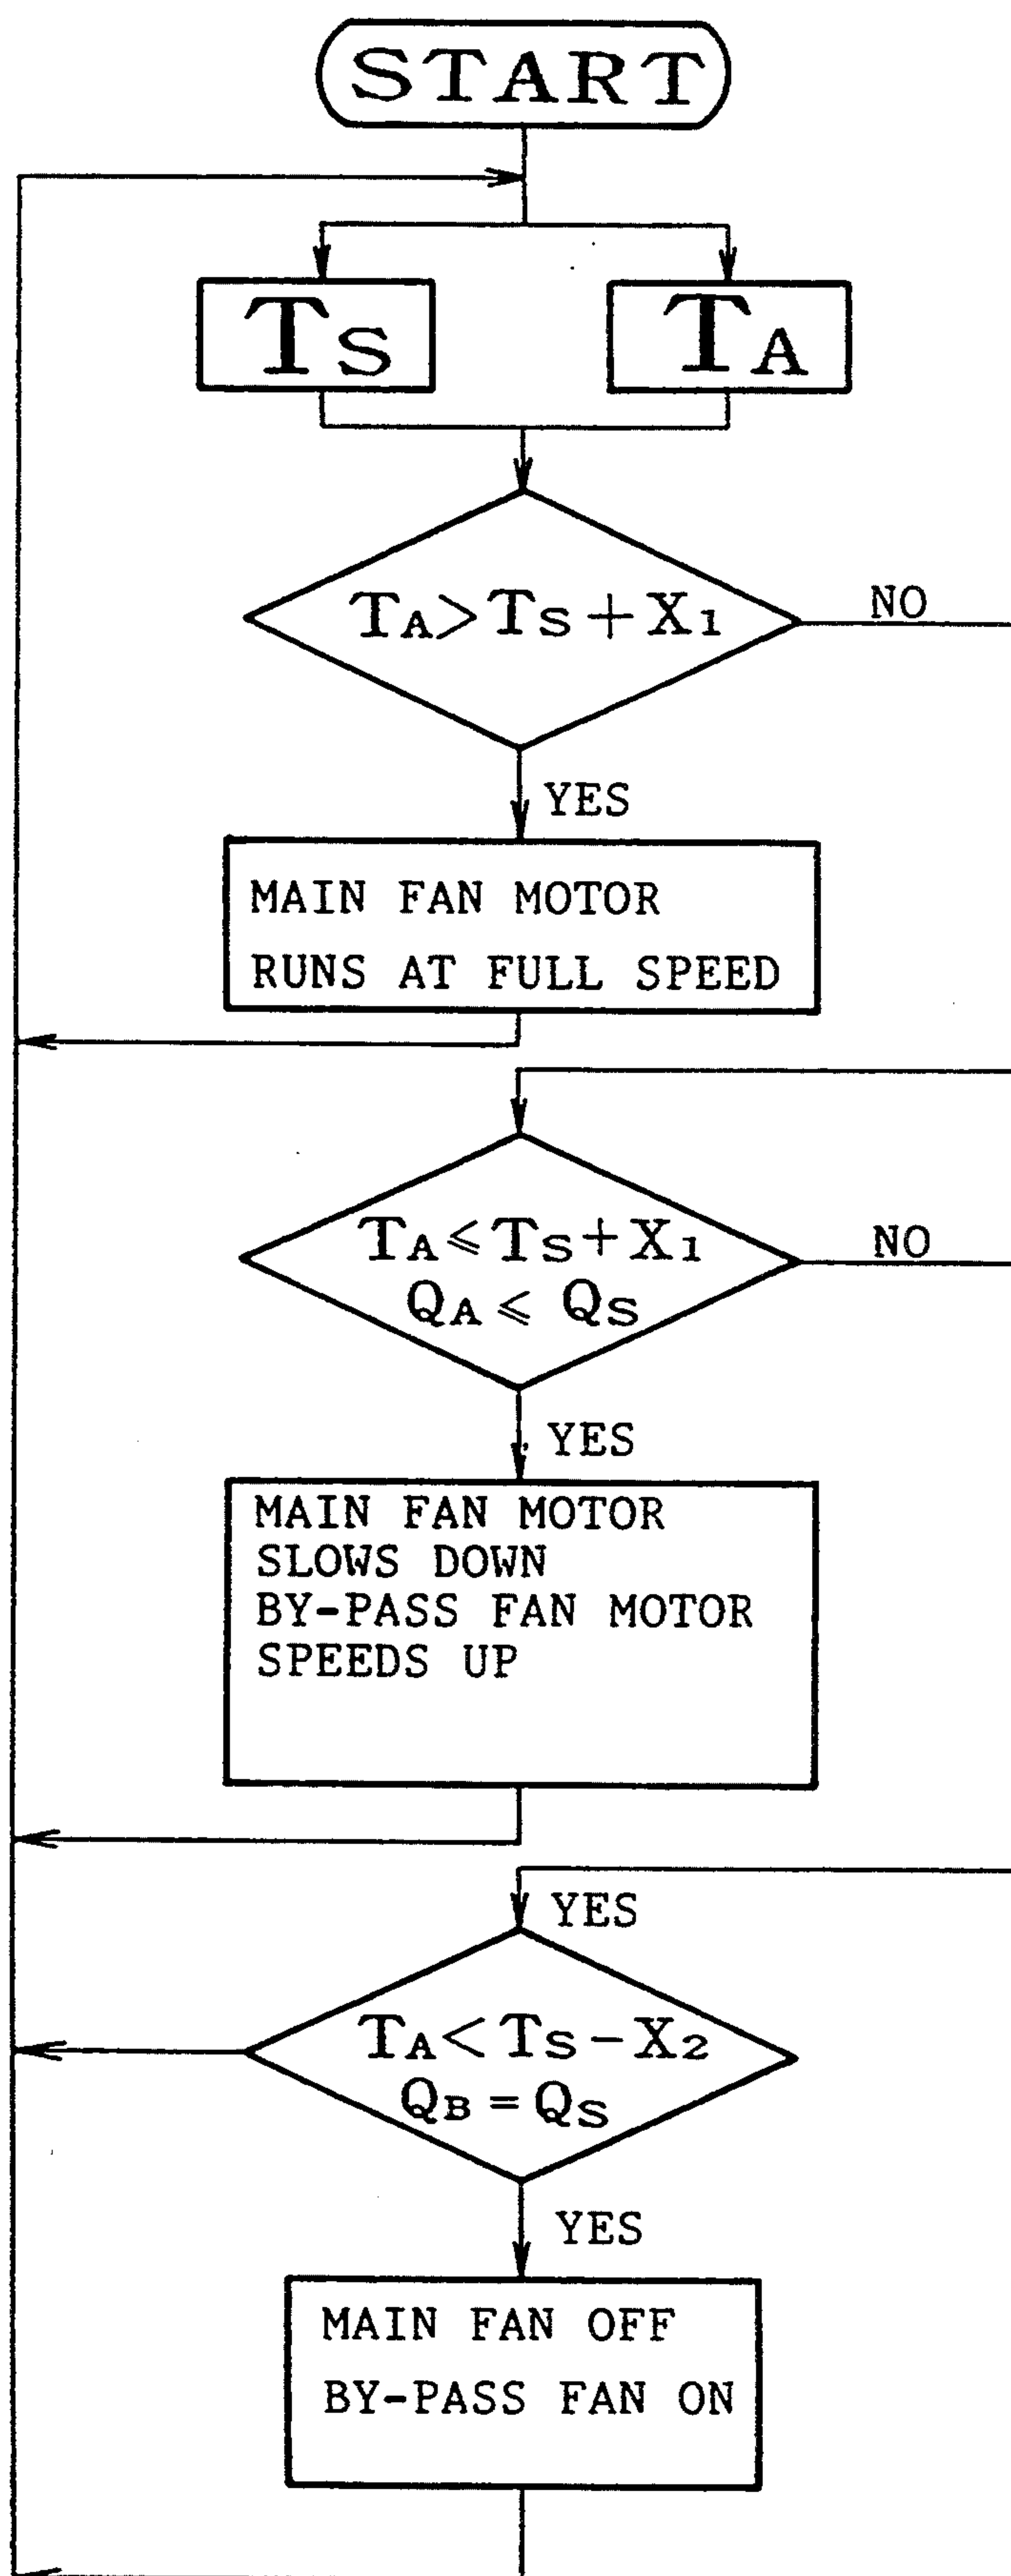 START
TS
TA
TA>TS+X1
NO
YES
MAIN FAN MOTOR
RUNS AT FULL SPEED
TA≤TS+X1
QA≤QS
NO
YES
MAIN FAN MOTOR
SLOWS DOWN
BY-PASS FAN MOTOR
SPEEDS UP
YES
TA<TS-X2
QB=QS
YES
MAIN FAN OFF
BY-PASS FAN ON